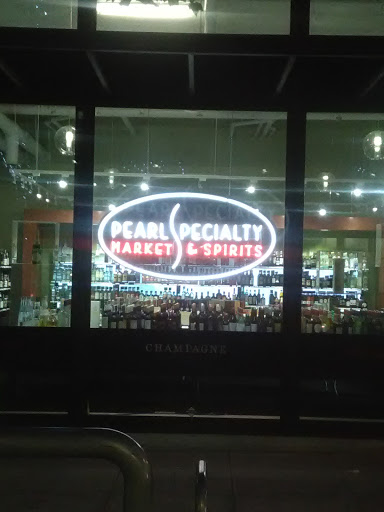 PEARL SPECIALTY
MARKET & SPIRITS
CHAMPAGNE